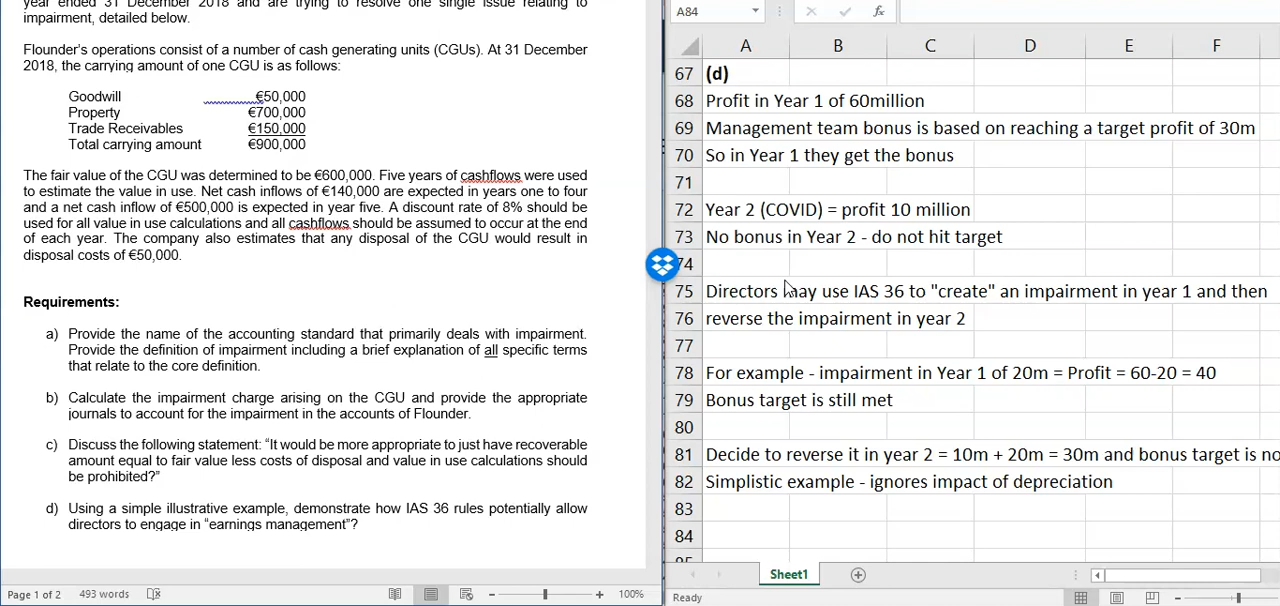 year ended 31 December 2018 and are trying to resolve one single issue relating to
impairment, detailed below.
Flounder's operations consist of a number of cash generating units (CGUs). At 31 December
2018, the carrying amount of one CGU is as follows:
Goodwill €50,000
Property €700,000
Trade Receivables €150,000
Total carrying amount €900,000
The fair value of the CGU was determined to be €600,000. Five years of cashflows were used
to estimate the value in use. Net cash inflows of €140,000 are expected in years one to four
and a net cash inflow of €500,000 is expected in year five. A discount rate of 8% should be
used for all value in use calculations and all cashflows should be assumed to occur at the end
of each year. The company also estimates that any disposal of the CGU would result in
disposal costs of €50,000.
Requirements:
a) Provide the name of the accounting standard that primarily deals with impairment.
Provide the definition of impairment including a brief explanation of all specific terms
that relate to the core definition.
b) Calculate the impairment charge arising on the CGU and provide the appropriate
journals to account for the impairment in the accounts of Flounder.
c) Discuss the following statement: "It would be more appropriate to just have recoverable
amount equal to fair value less costs of disposal and value in use calculations should
be prohibited?"
d) Using a simple illustrative example, demonstrate how IAS 36 rules potentially allow
directors to engage in "earnings management"?
Page 1 of 2 493 words 100%
A84 fx
A B C D E F
67 (d)
68 Profit in Year 1 of 60million
69 Management team bonus is based on reaching a target profit of 30m
70 So in Year 1 they get the bonus
71
72 Year 2 (COVID) = profit 10 million
73 No bonus in Year 2 - do not hit target
74
75 Directors may use IAS 36 to "create" an impairment in year 1 and then
76 reverse the impairment in year 2
77
78 For example - impairment in Year 1 of 20m = Profit = 60-20 = 40
79 Bonus target is still met
80
81 Decide to reverse it in year 2 = 10m + 20m = 30m and bonus target is no
82 Simplistic example - ignores impact of depreciation
83
84
85
Sheet1
Ready